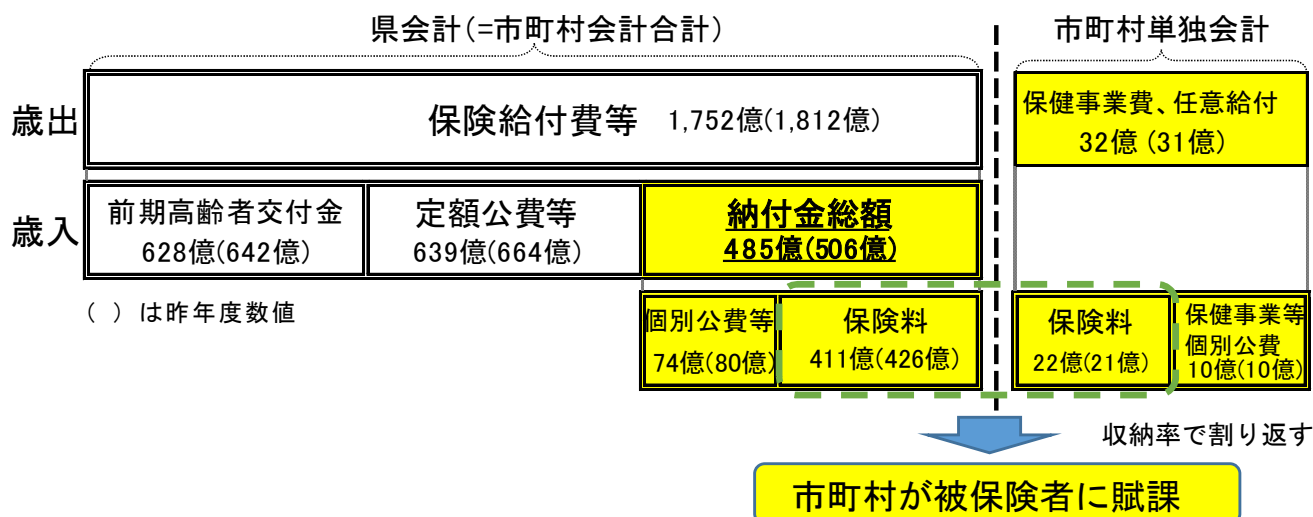 県会計(=市町村会計合計)
市町村単独会計
歳出
保険給付費等 1,752億(1,812億)
保健事業費、任意給付
32億(31億)
歳入
前期高齢者交付金
628億(642億)
定額公費等
639億(664億)
納付金総額
485億(506億)
( )は昨年度数値
個別公費等
74億(80億)
保険料
411億(426億)
保険料
22億(21億)
保健事業等
個別公費
10億(10億)
収納率で割り返す
市町村が被保険者に賦課